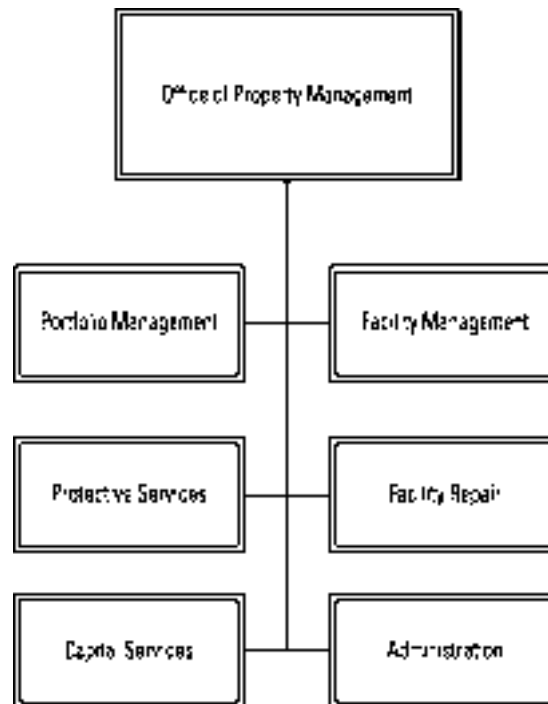 Office of Property Management
Portfolio Management
Facility Management
Protective Services
Facility Repair
Capital Services
Administration